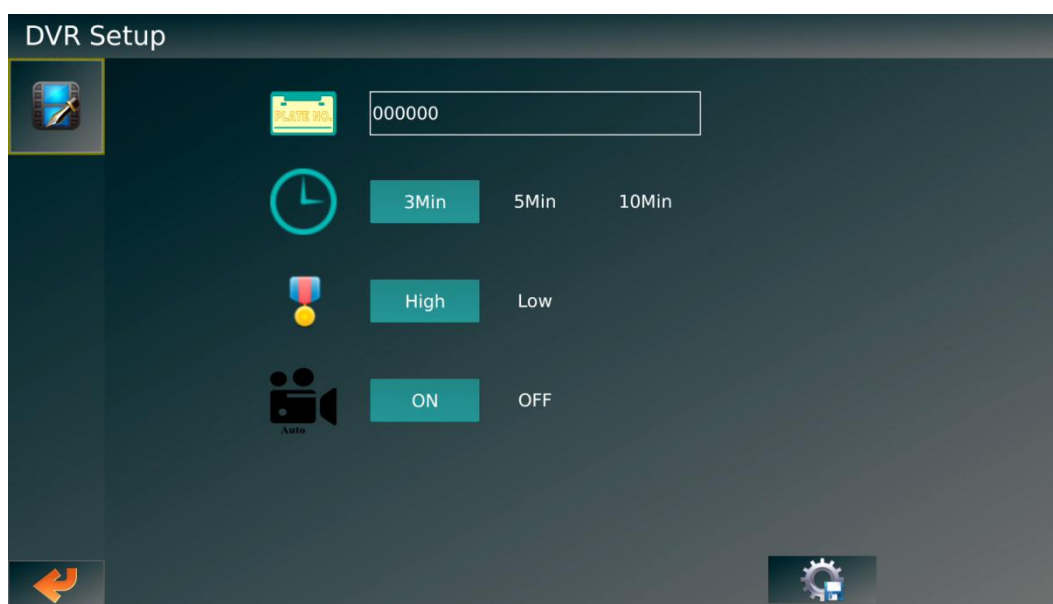 DVR Setup
PLATE NO.
000000
3Min 5Min 10Min
High Low
ON OFF
Auto